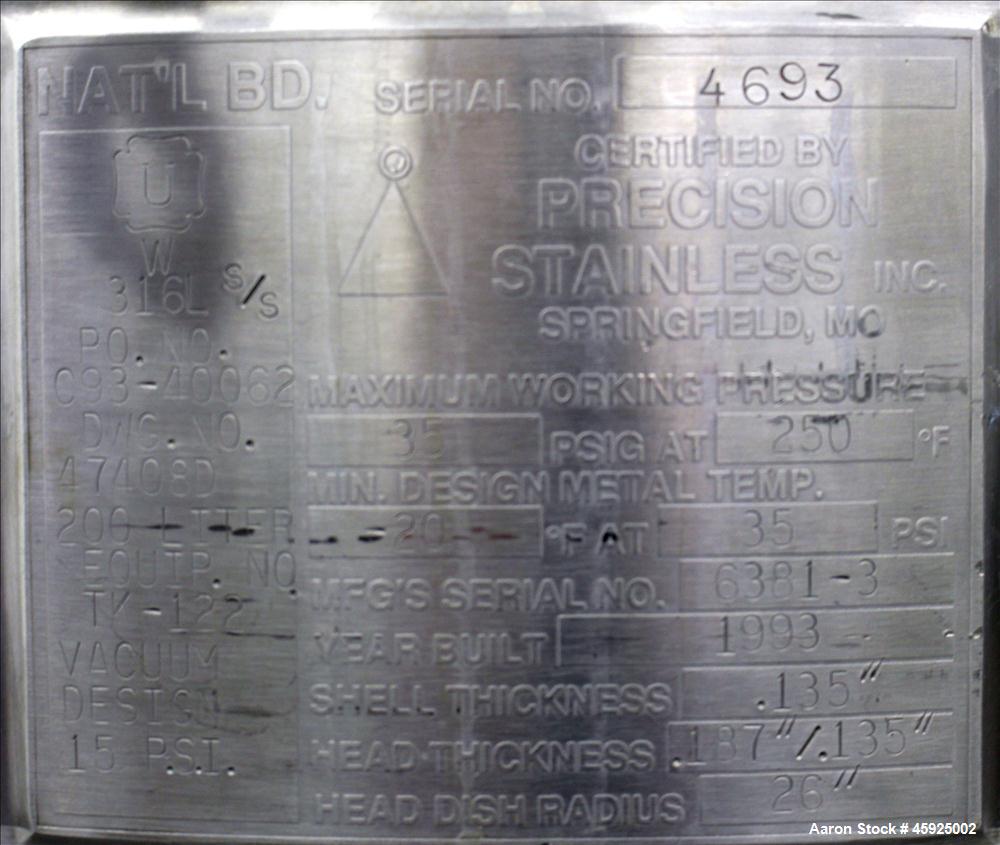 NAT'L BD. SERIAL NO. 4693
U
W
316L S/S
P.O. NO.
C93-40062
DWG. NO.
47408D
200 LITER
EQUIP. NO
TK-122
VACUUM
DESIGN
15 P.S.I.
CERTIFIED BY
PRECISION
STAINLESS INC.
SPRINGFIELD, MO
MAXIMUM WORKING PRESSURE
35 PSIG AT 250 °F
MIN. DESIGN METAL TEMP.
20 °F AT 35 PSI
MFG'S SERIAL NO. 6381-3
YEAR BUILT 1993
SHELL THICKNESS .135"
HEAD THICKNESS .187"/.135"
HEAD DISH RADIUS 26"
Aaron Stock # 45925002